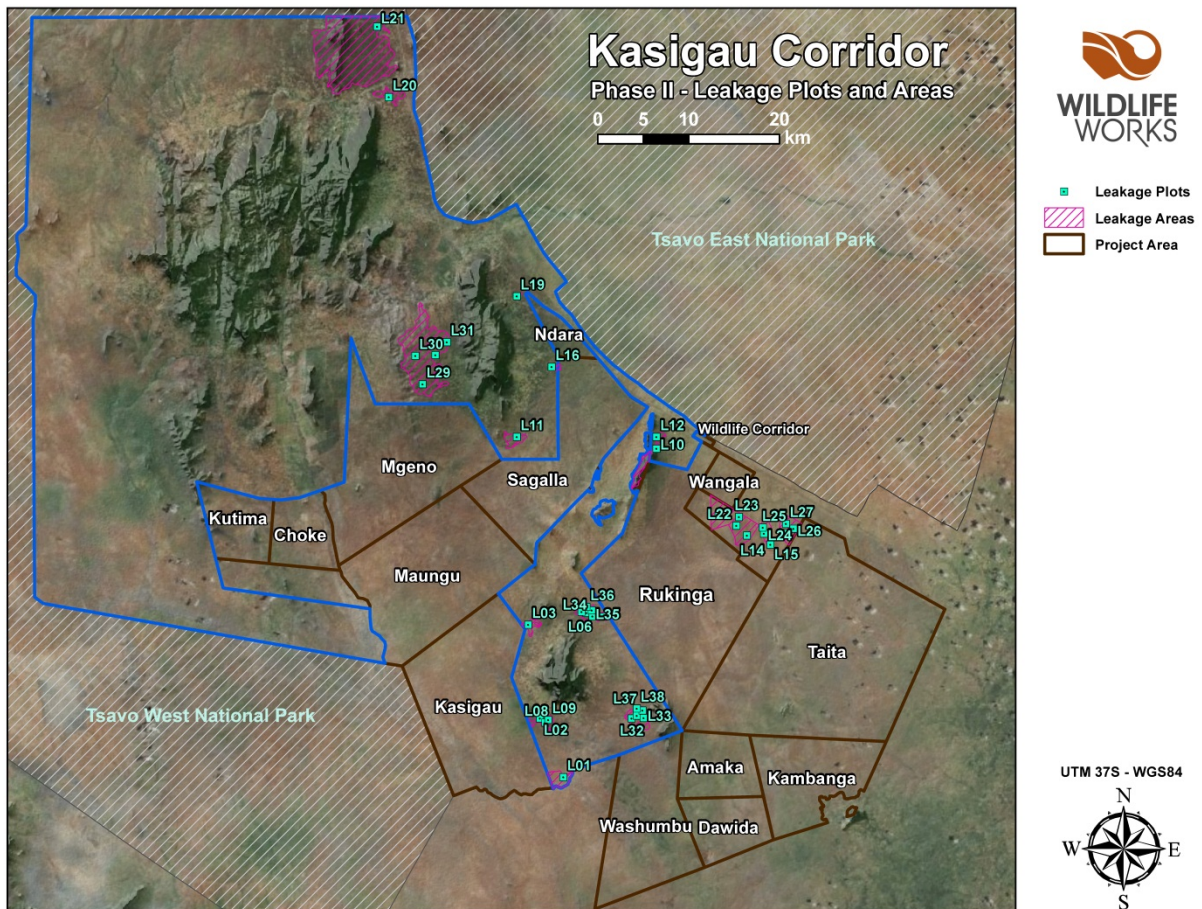 Kasigau Corridor
Phase II - Leakage Plots and Areas
0 5 10 20
km
WILDLIFE
WORKS
Leakage Plots
Leakage Areas
Project Area
Tsavo East National Park
Tsavo West National Park
L21
L20
L19
Ndara
L31
L30
L16
L29
L11
L12
L10
Wildlife Corridor
Mgeno
Sagalla
Wangala
Kutima
Choke
L23
L22
L25
L27
L24
L26
L14
L15
Maungu
Rukinga
L36
L34
L03
L35
L06
Taita
Kasigau
L37
L38
L08
L09
L33
L02
L32
L01
Amaka
Kambanga
Washumbu
Dawida
UTM 37S - WGS84
N
W
E
S